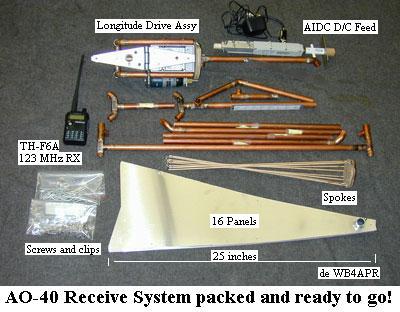 Longitude Drive Assy
AIDC D/C Feed
TH-F6A
123 MHz RX
Spokes
16 Panels
Screws and clips
25 inches
de WB4APR
AO-40 Receive System packed and ready to go!